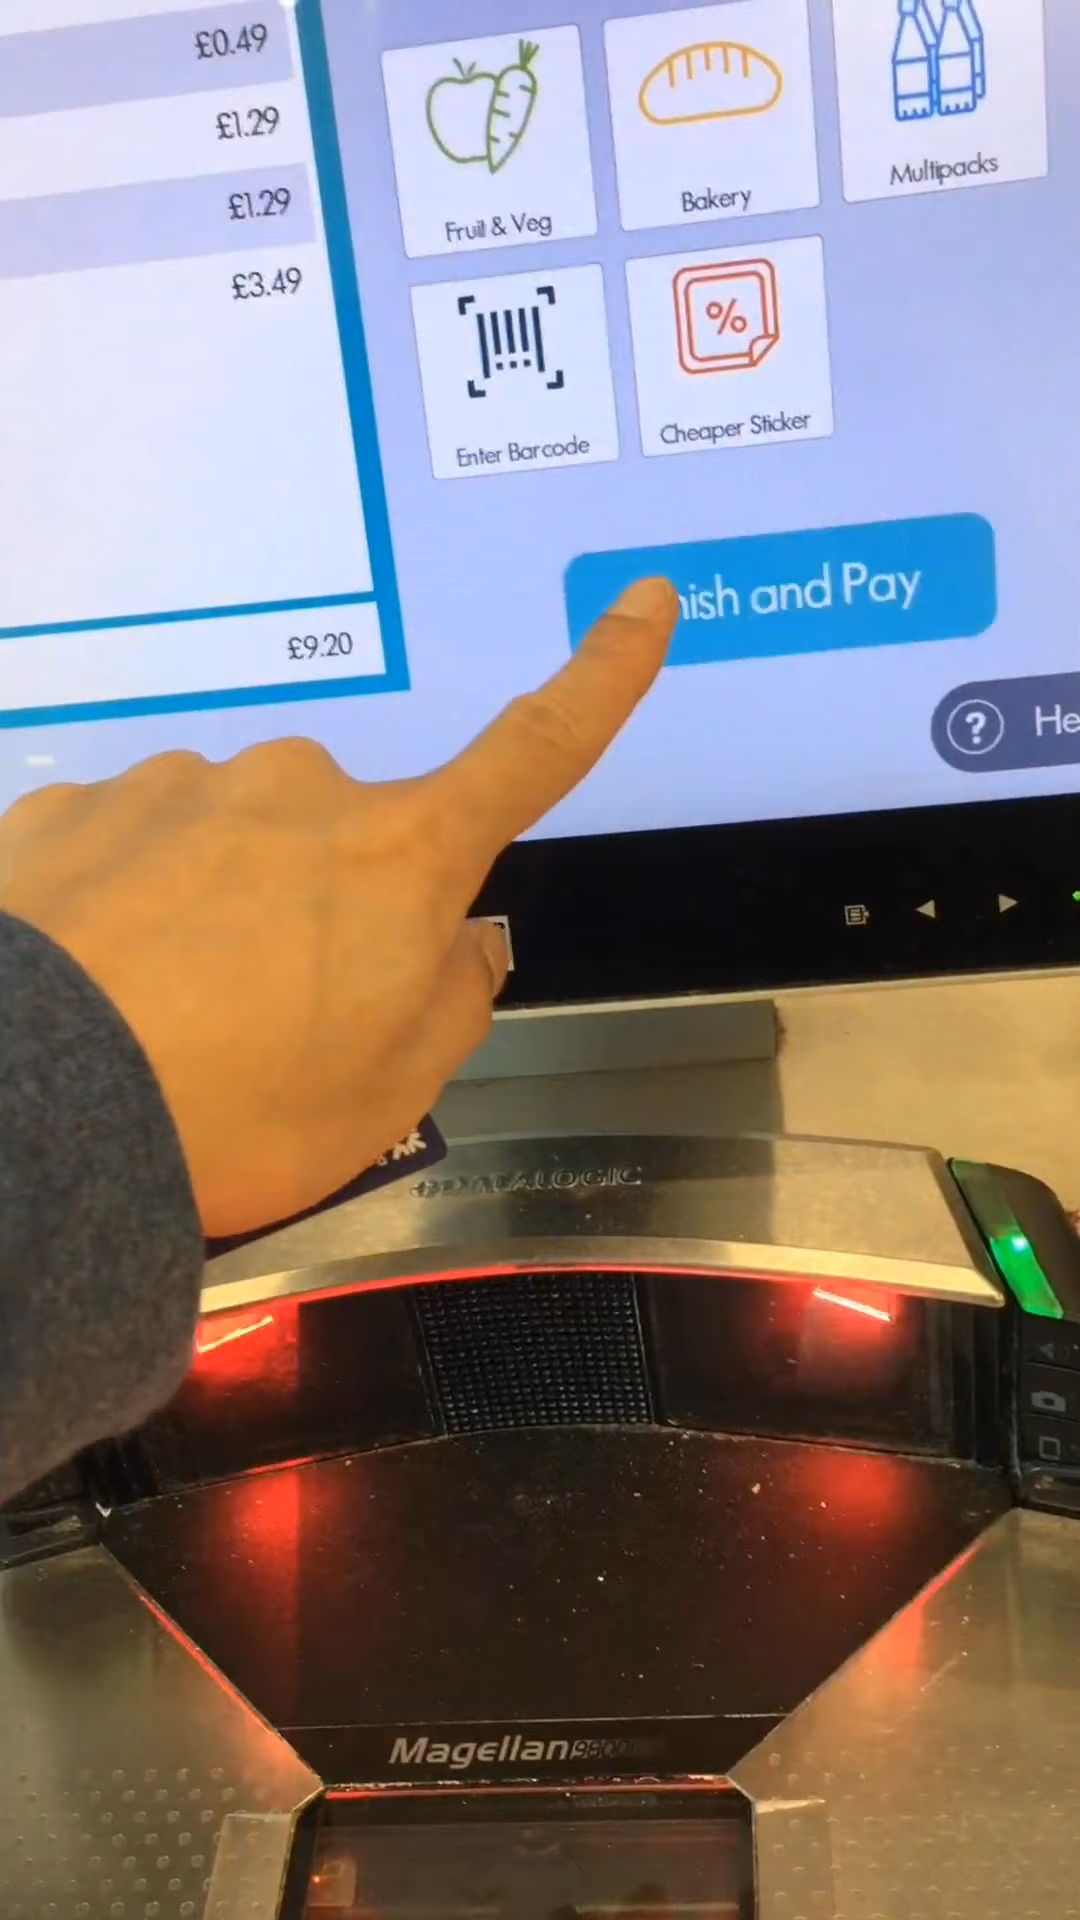 £0.49
£1.29
£1.29
£3.49
£9.20
Fruit & Veg
Bakery
Multipacks
Enter Barcode
%
Cheaper Sticker
nish and Pay
?
He
DATALOGIC
Magellan